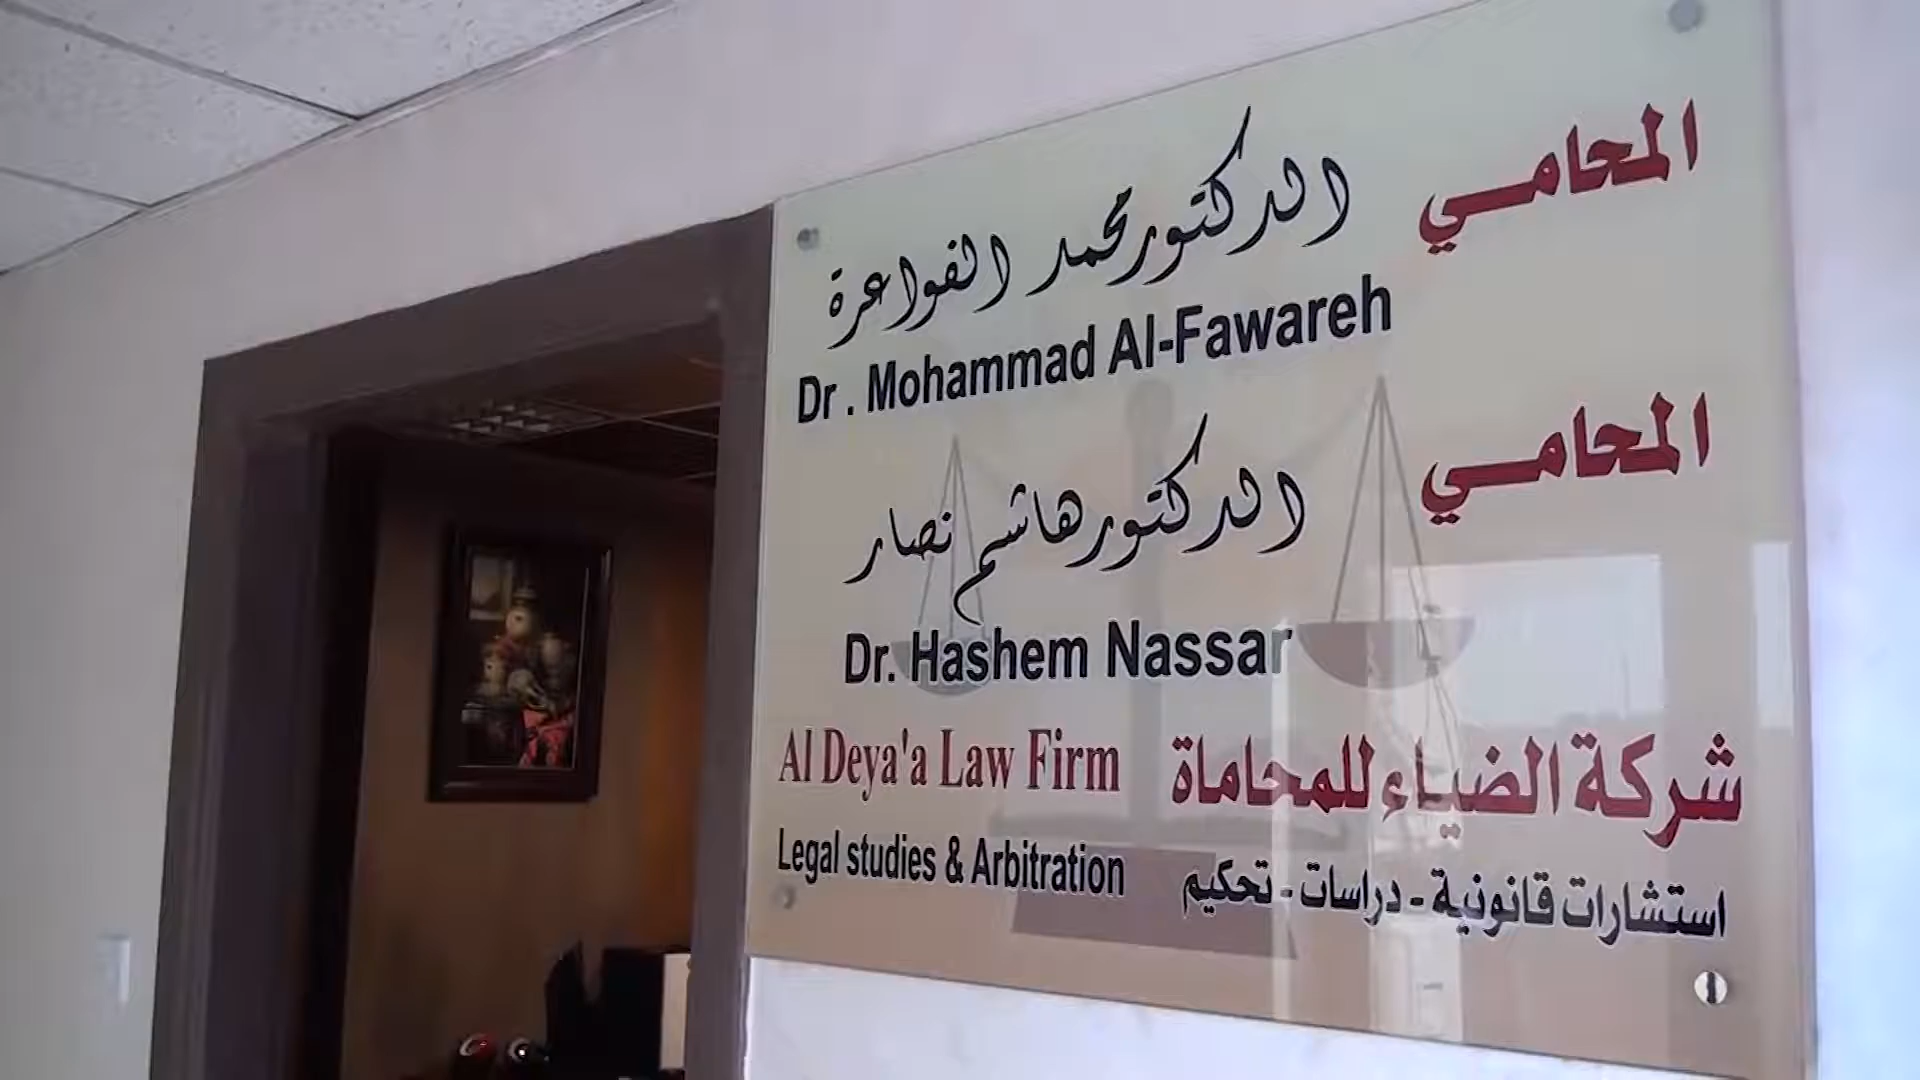 المحامي الدكتور محمد الفواعرة
Dr . Mohammad Al-Fawareh
المحامي الدكتور هاشم نصار
Dr. Hashem Nassar
شركة الضياء للمحاماة Al Deya'a Law Firm
استشارات قانونية - دراسات - تحكيم Legal studies & Arbitration